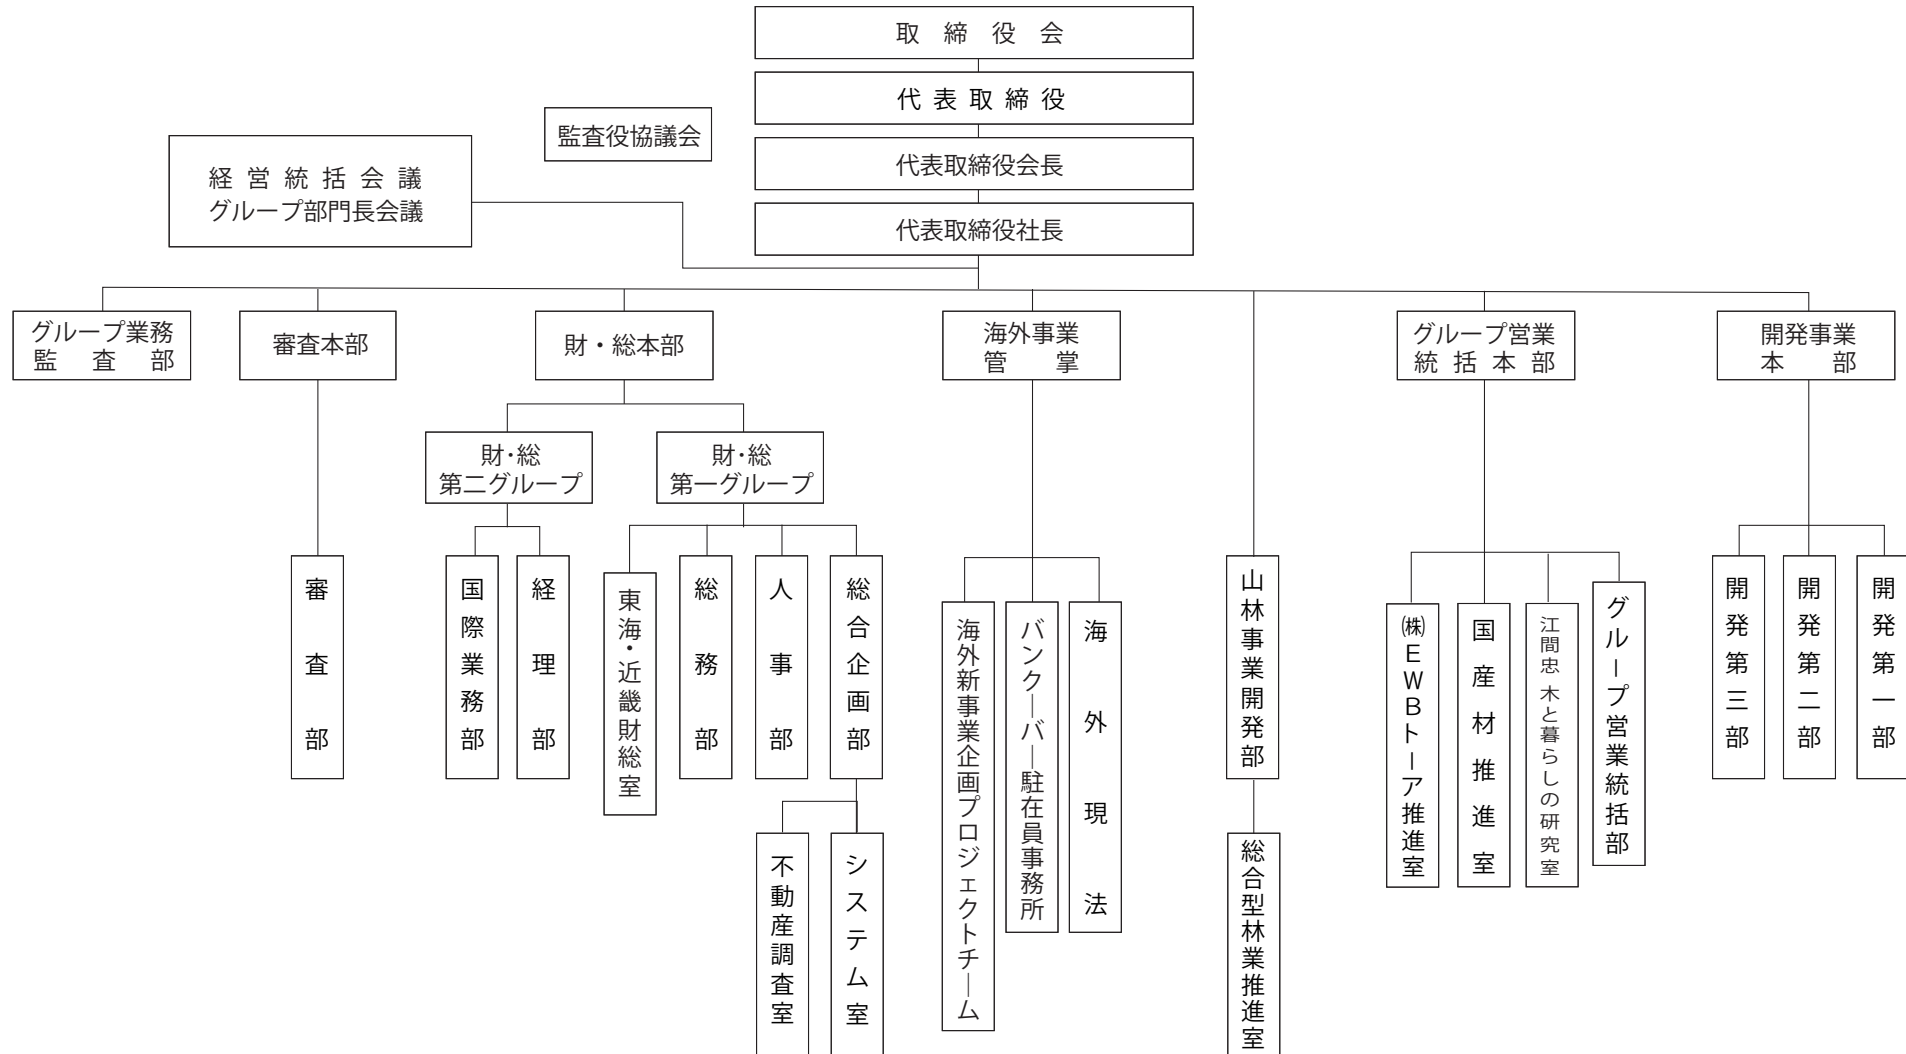 取締役会
代表取締役
監査役協議会
代表取締役会長
経営統括会議
グループ部門長会議
代表取締役社長
グループ業務
監査部
審査本部
財・総本部
海外事業
管掌
グループ営業
統括本部
開発事業
本部
財・総
第二グループ
財・総
第一グループ
審査部
国際業務部
経理部
東海・近畿財総室
総務部
人事部
総合企画部
海外新事業企画プロジェクトチーム
バンクーバー駐在員事務所
海外現法
山林事業開発部
㈱EWBトーア推進室
国産材推進室
江間忠 木と暮らしの研究室
グループ営業統括部
開発第三部
開発第二部
開発第一部
不動産調査室
システム室
総合型林業推進室